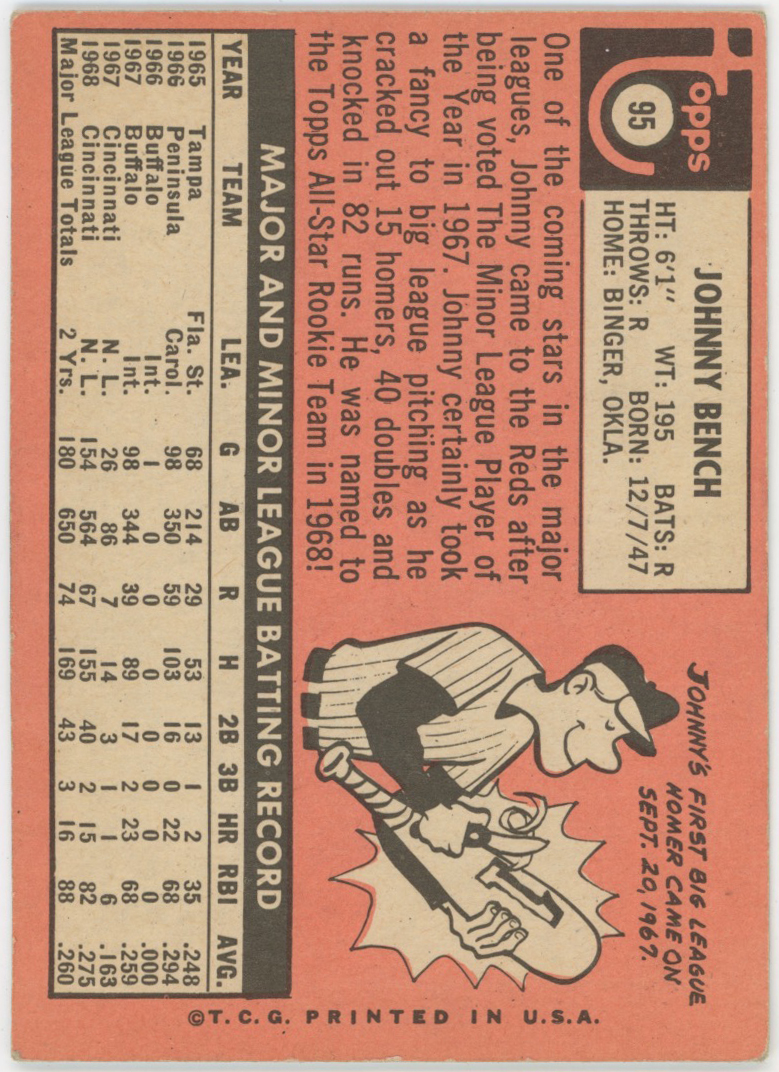 Topps
95
JOHNNY BENCH
HT: 6'1" WT: 195 BATS: R
THROWS: R BORN: 12/7/47
HOME: BINGER, OKLA.
One of the coming stars in the major
leagues, Johnny came to the Reds after
being voted The Minor League Player of
the Year in 1967. Johnny certainly took
a fancy to big league pitching as he
cracked out 15 homers, 40 doubles and
knocked in 82 runs. He was named to
the Topps All-Star Rookie Team in 1968!
JOHNNY'S FIRST BIG LEAGUE
HOMER CAME ON
SEPT. 20, 1967.
1
MAJOR AND MINOR LEAGUE BATTING RECORD
YEAR TEAM LEA. G AB R H 2B 3B HR RBI AVG.
1965 Tampa Fla. St. 68 214 29 53 13 1 2 35 .248
1966 Peninsula Carol. 98 350 59 103 16 0 22 68 .294
1966 Buffalo Int. 1 0 0 0 0 0 0 0 .000
1967 Buffalo Int. 98 344 39 89 17 2 23 68 .259
1967 Cincinnati N. L. 26 86 7 14 3 1 1 6 .163
1968 Cincinnati N. L. 154 564 67 155 40 2 15 82 .275
Major League Totals 2 Yrs. 180 650 74 169 43 3 16 88 .260
©T.C.G. PRINTED IN U.S.A.